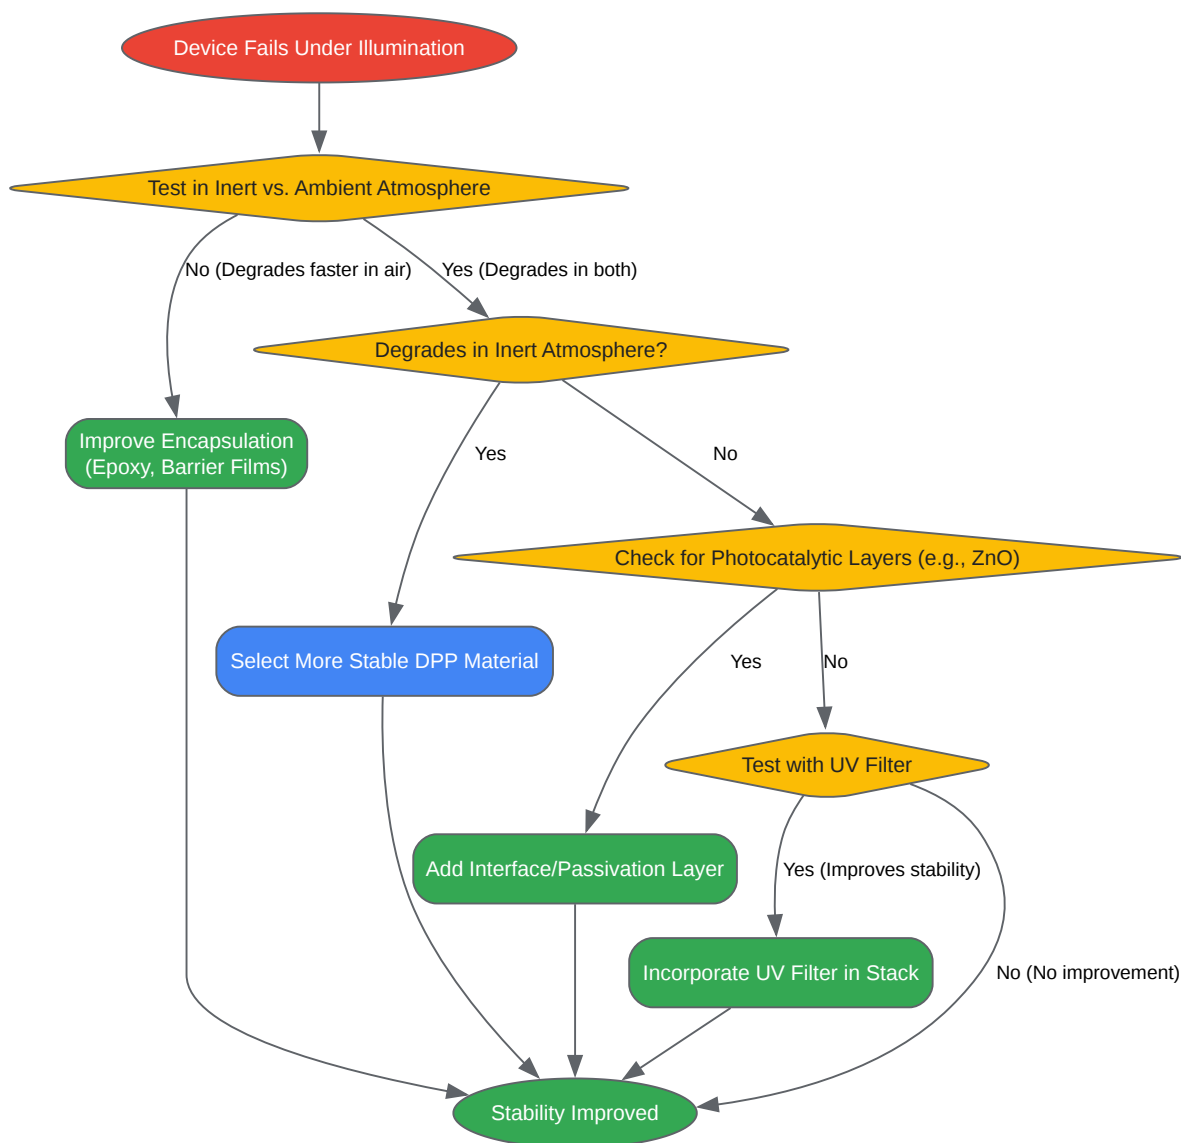 Device Fails Under Illumination
Test in Inert vs. Ambient Atmosphere
No (Degrades faster in air)
Yes (Degrades in both)
Degrades in Inert Atmosphere?
Improve Encapsulation
(Epoxy, Barrier Films)
Yes
No
Check for Photocatalytic Layers (e.g., ZnO)
Select More Stable DPP Material
Yes
No
Test with UV Filter
Add Interface/Passivation Layer
Yes (Improves stability)
Incorporate UV Filter in Stack
No (No improvement)
Stability Improved